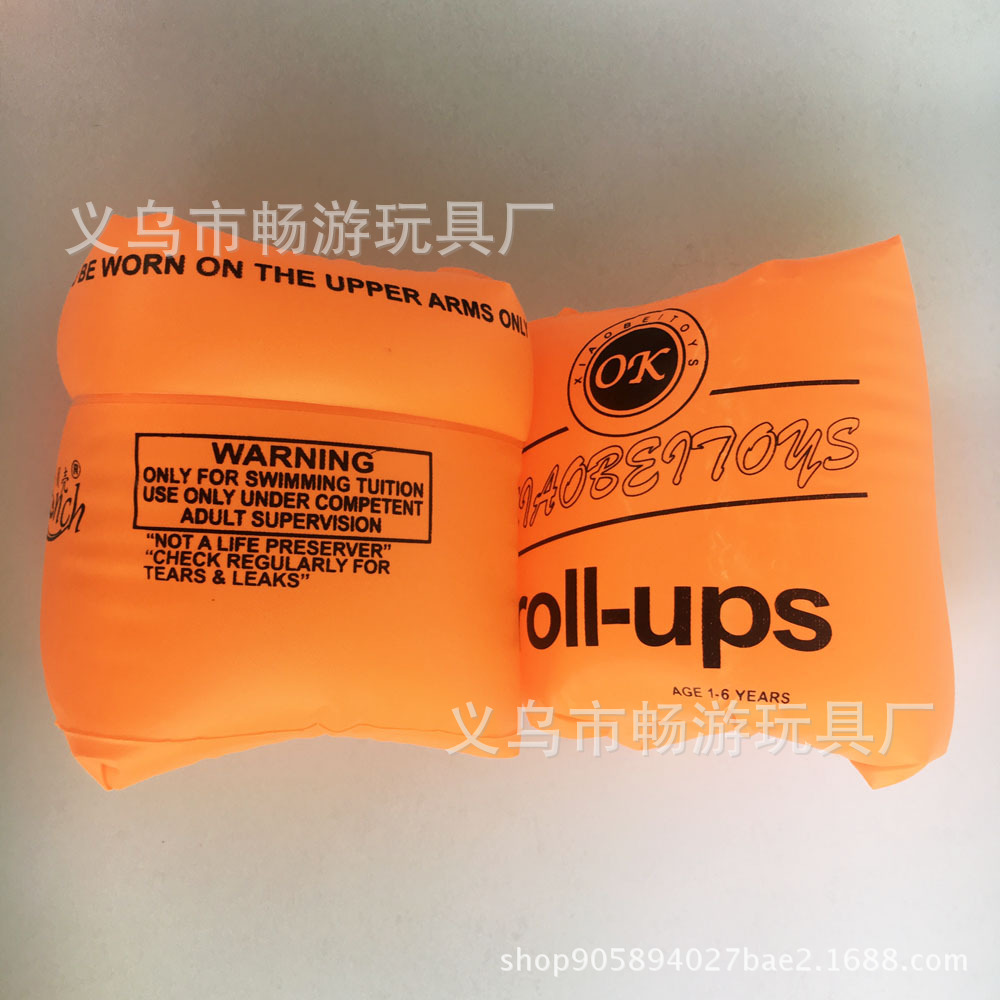 义乌市畅游玩具厂
BE WORN ON THE UPPER ARMS ONLY
WARNING
ONLY FOR SWIMMING TUITION
USE ONLY UNDER COMPETENT
ADULT SUPERVISION
"NOT A LIFE PRESERVER"
"CHECK REGULARLY FOR
TEARS & LEAKS"
XIAOBEITOYS
OK
XIAOBEITOYS
roll-ups
AGE 1-6 YEARS
义乌市畅游玩具厂
shop905894027bae2.1688.com